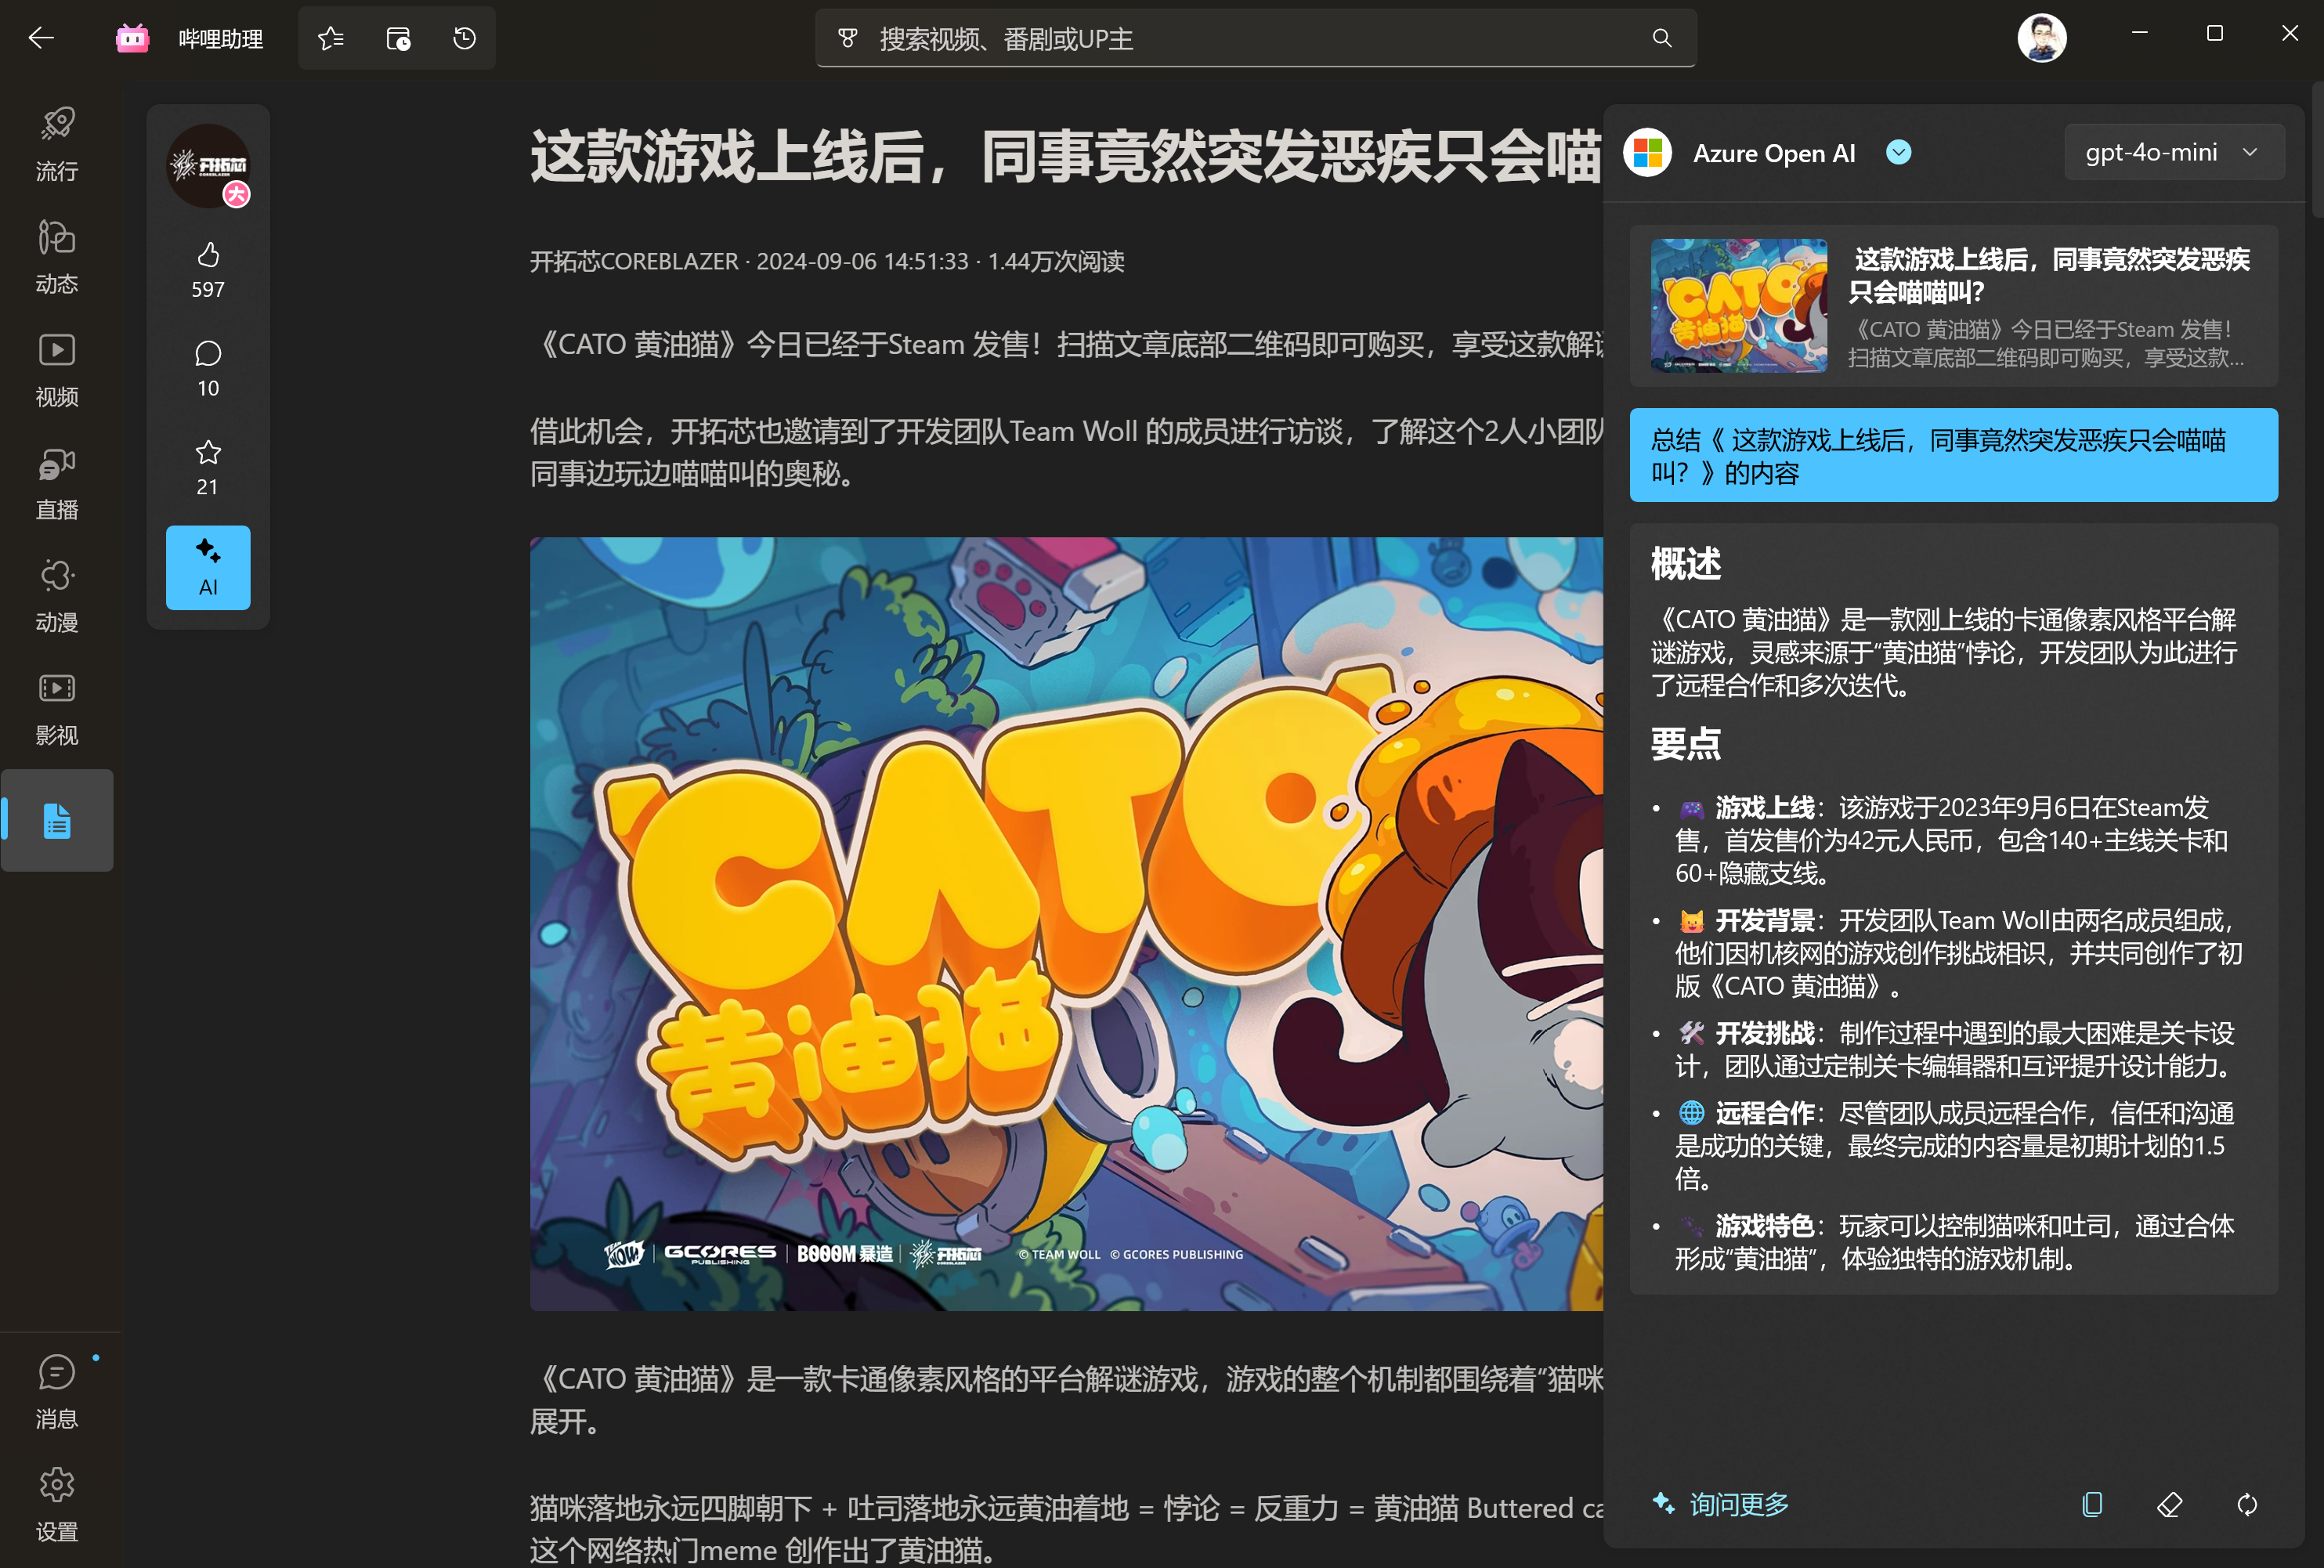 哔哩助理
搜索视频、番剧或UP主
流行
动态
视频
直播
动漫
影视
消息
设置
开拓芯
COREBLAZER
大
597
10
21
AI
这款游戏上线后，同事竟然突发恶疾只会喵
开拓芯COREBLAZER · 2024-09-06 14:51:33 · 1.44万次阅读
《CATO 黄油猫》今日已经于Steam 发售！扫描文章底部二维码即可购买，享受这款解
借此机会，开拓芯也邀请到了开发团队Team Woll 的成员进行访谈，了解这个2人小团队
同事边玩边喵喵叫的奥秘。
CATO
黄油猫
GCORES
PUBLISHING
BOOOM 暴造
开拓芯
COREBLAZER
© TEAM WOLL © GCORES PUBLISHING
《CATO 黄油猫》是一款卡通像素风格的平台解谜游戏，游戏的整个机制都围绕着“猫咪
展开。
猫咪落地永远四脚朝下 + 吐司落地永远黄油着地 = 悖论 = 反重力 = 黄油猫 Buttered ca
这个网络热门meme 创作出了黄油猫。
Azure Open AI
gpt-4o-mini
CATO
黄油猫
这款游戏上线后，同事竟然突发恶疾
只会喵喵叫？
《CATO 黄油猫》今日已经于Steam 发售！
扫描文章底部二维码即可购买，享受这款...
总结《 这款游戏上线后，同事竟然突发恶疾只会喵喵
叫？》的内容
概述
《CATO 黄油猫》是一款刚上线的卡通像素风格平台解
谜游戏，灵感来源于“黄油猫”悖论，开发团队为此进行
了远程合作和多次迭代。
要点
• 🎮 游戏上线：该游戏于2023年9月6日在Steam发
售，首发售价为42元人民币，包含140+主线关卡和
60+隐藏支线。
• 😺 开发背景：开发团队Team Woll由两名成员组成，
他们因机核网的游戏创作挑战相识，并共同创作了初
版《CATO 黄油猫》。
• 🛠 开发挑战：制作过程中遇到的最大困难是关卡设
计，团队通过定制关卡编辑器和互评提升设计能力。
• 🌐 远程合作：尽管团队成员远程合作，信任和沟通
是成功的关键，最终完成的内容量是初期计划的1.5
倍。
• 🐾 游戏特色：玩家可以控制猫咪和吐司，通过合体
形成“黄油猫”，体验独特的游戏机制。
询问更多